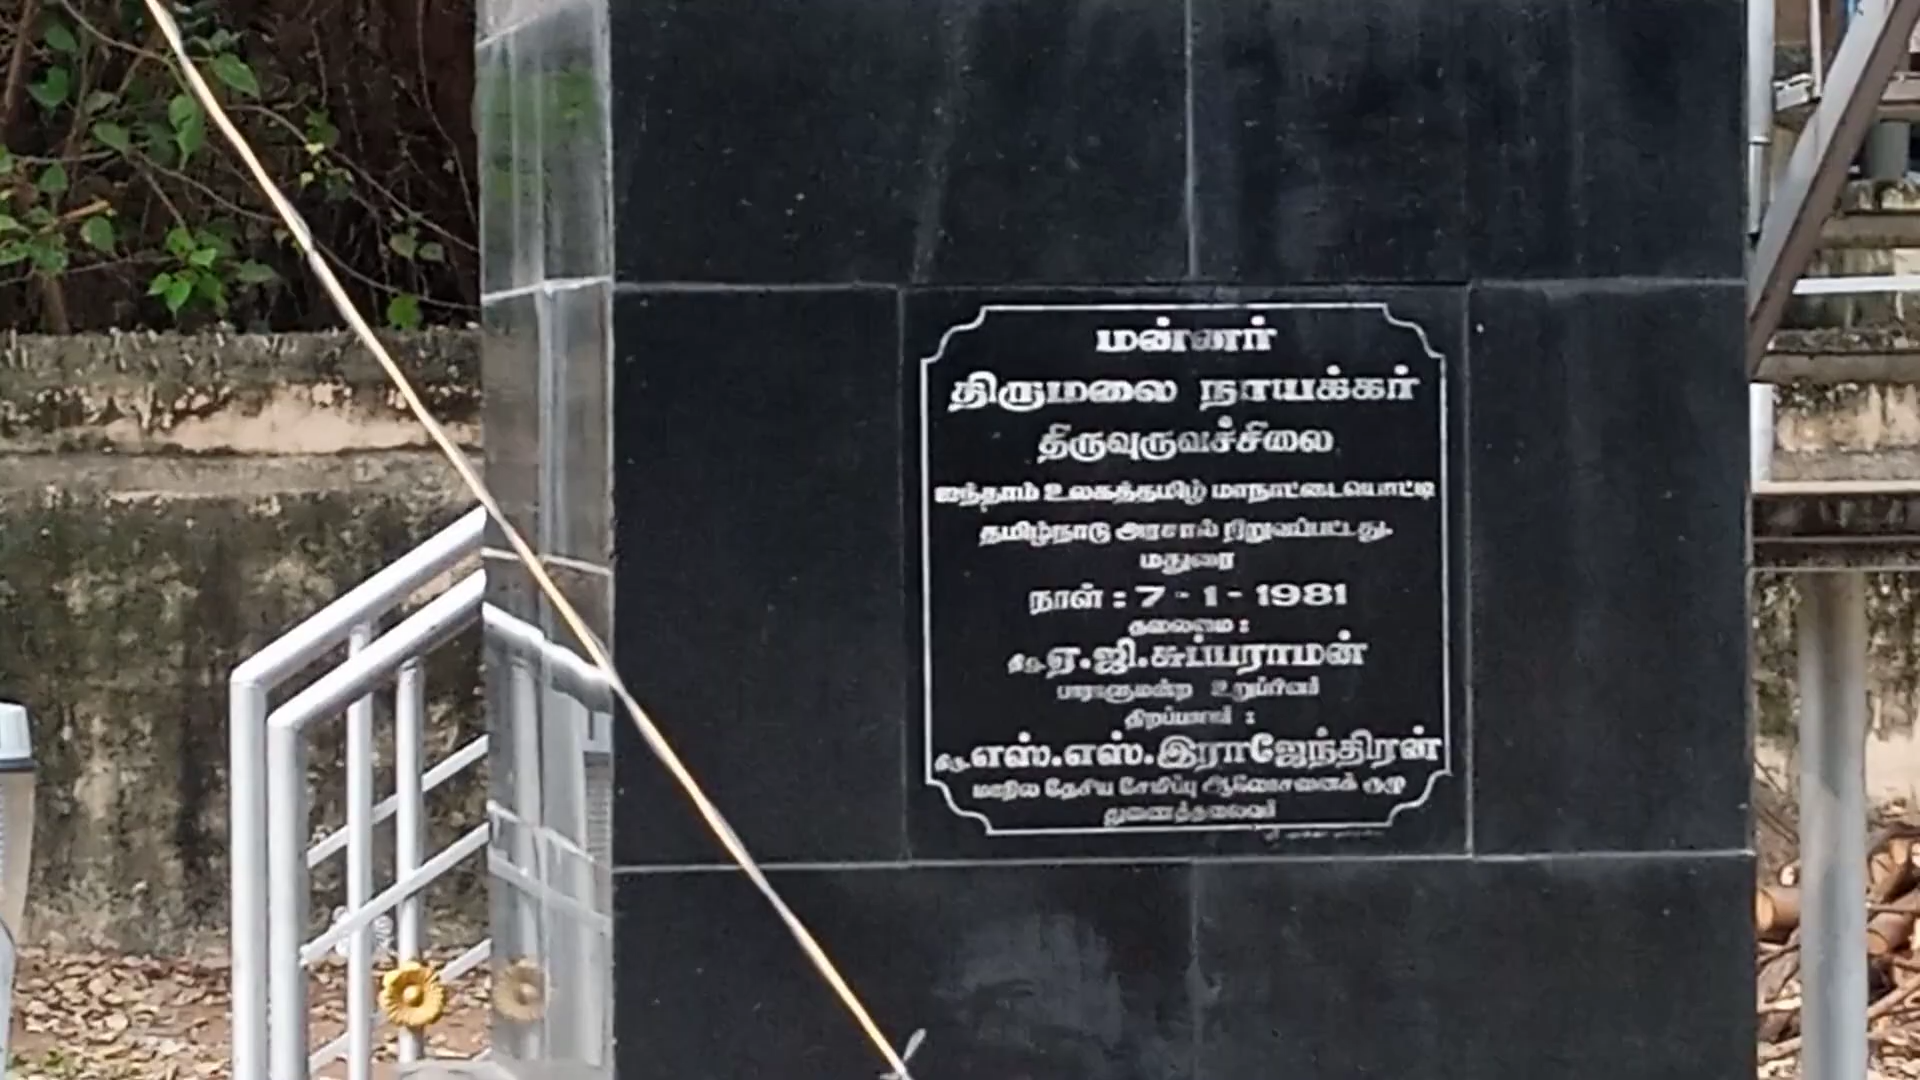 மன்னர்
திருமலை நாயக்கர்
திருவுருவச்சிலை
ஐந்தாம் உலகத்தமிழ் மாநாட்டையொட்டி
தமிழ்நாடு அரசால் நிறுவப்பட்டது.
மதுரை
நாள் : 7 - 1 - 1981
தலைமை :
திரு.ஏ.ஜி.சுப்பராமன்
பாராளுமன்ற உறுப்பினர்
திறப்பாளர் :
திரு.எஸ்.எஸ்.இராஜேந்திரன்
மாநில தேசிய சேமிப்பு ஆலோசனைக் குழு
துணைத்தலைவர்